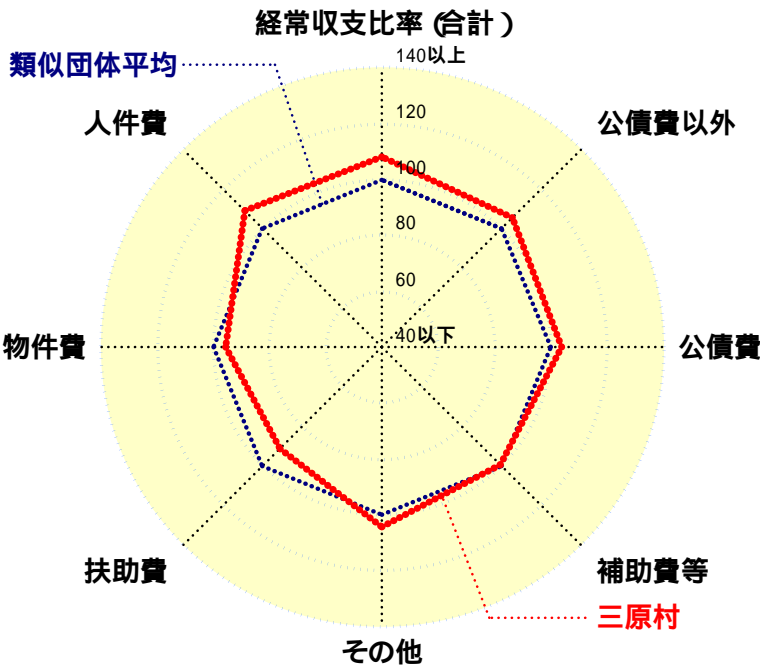 経常収支比率(合計)
140以上
類似団体平均
120
人件費
公債費以外
100
80
60
40以下
物件費
公債費
扶助費
補助費等
三原村
その他